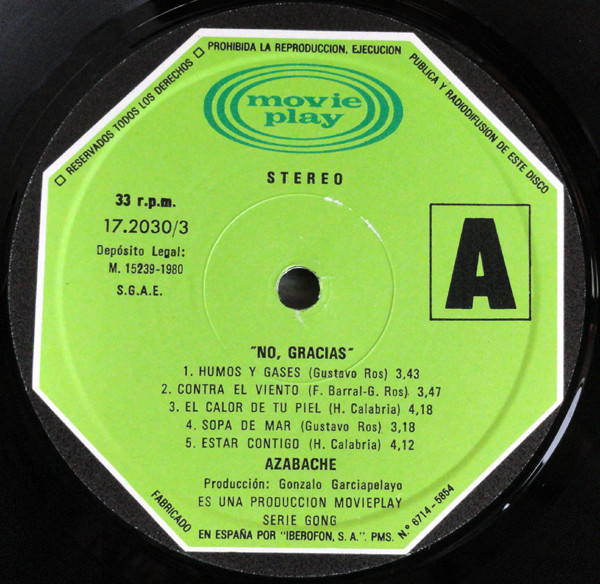 □ RESERVADOS TODOS LOS DERECHOS □ PROHIBIDA LA REPRODUCCION, EJECUCION
PUBLICA Y RADIODIFUSION DE ESTE DISCO
movie
play
STEREO
33 r.p.m.
17.2030/3
Depósito Legal:
M. 15239-1980
S.G.A.E.
A
"NO, GRACIAS"
1. HUMOS Y GASES (Gustavo Ros) 3,43
2. CONTRA EL VIENTO (F. Barral-G. Ros) 3,47
3. EL CALOR DE TU PIEL (H. Calabria) 4,18
4. SOPA DE MAR (Gustavo Ros) 3,18
5. ESTAR CONTIGO (H. Calabria) 4,12
AZABACHE
Producción: Gonzalo Garciapelayo
ES UNA PRODUCCION MOVIEPLAY
SERIE GONG
FABRICADO
EN ESPAÑA POR "IBEROFON, S. A.". PMS.
N.º 6714-5854